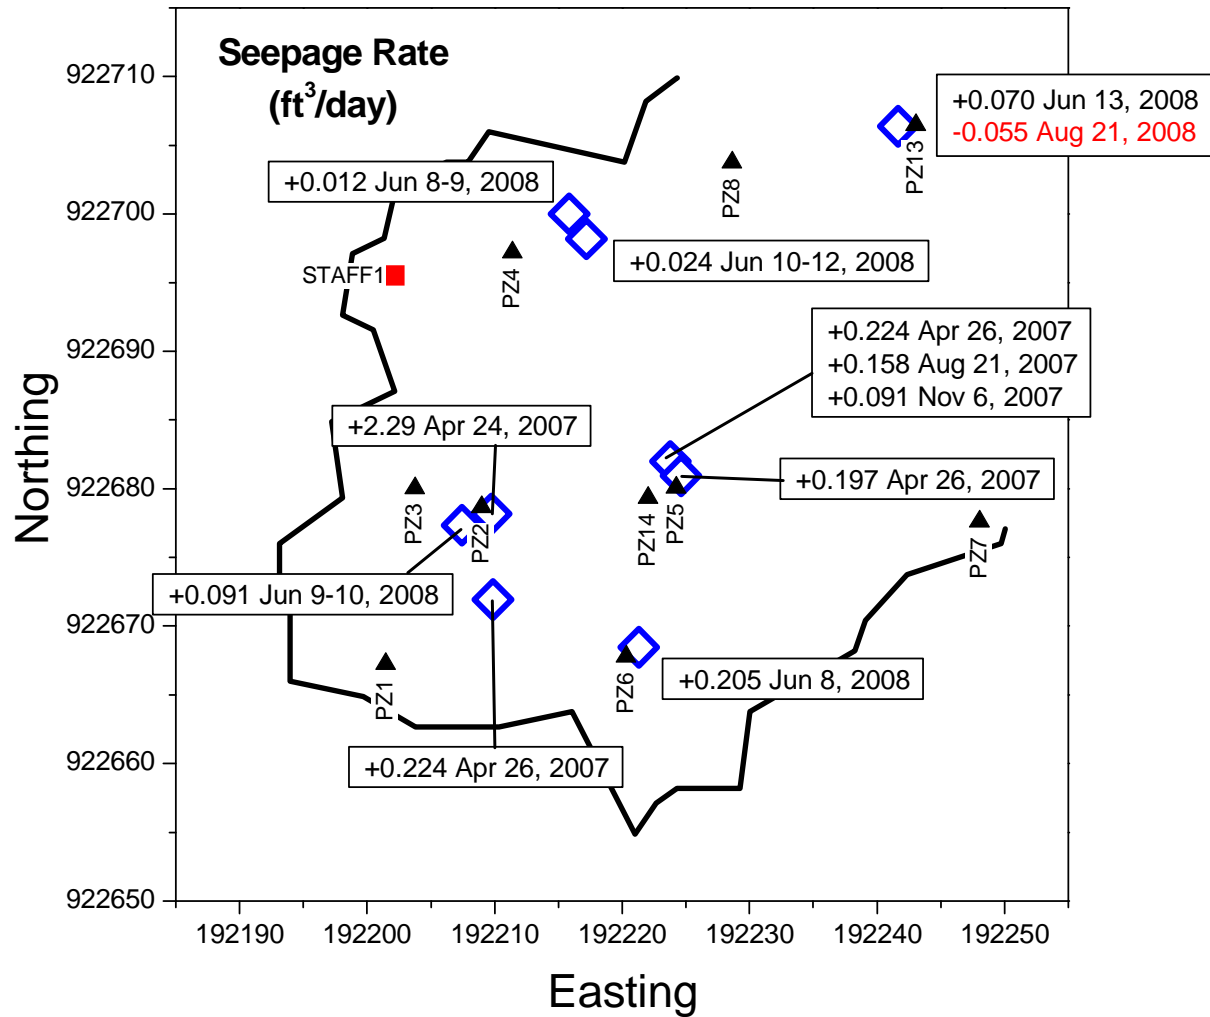 Seepage Rate
(ft³/day)
922710
922700
922690
922680
922670
922660
922650
Northing
+0.070 Jun 13, 2008
-0.055 Aug 21, 2008
PZ13
PZ8
+0.012 Jun 8-9, 2008
+0.024 Jun 10-12, 2008
PZ4
STAFF1
+0.224 Apr 26, 2007
+0.158 Aug 21, 2007
+0.091 Nov 6, 2007
+2.29 Apr 24, 2007
+0.197 Apr 26, 2007
PZ3
PZ2
PZ14
PZ5
PZ7
+0.091 Jun 9-10, 2008
PZ1
PZ6
+0.205 Jun 8, 2008
+0.224 Apr 26, 2007
192190 192200 192210 192220 192230 192240 192250
Easting